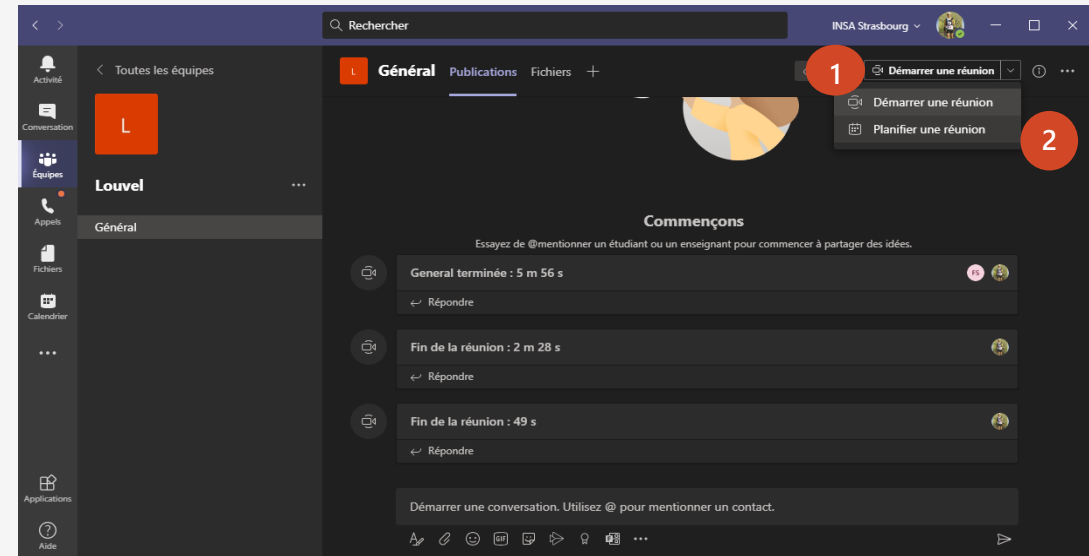 Rechercher
INSA Strasbourg
Activité
Conversation
Équipes
Appels
Fichiers
Calendrier
Applications
Aide
Toutes les équipes
L
Louvel
Général
L Général Publications Fichiers
1
Démarrer une réunion
Démarrer une réunion
Planifier une réunion
2
Commençons
Essayez de @mentionner un étudiant ou un enseignant pour commencer à partager des idées.
General terminée : 5 m 56 s
FS
Répondre
Fin de la réunion : 2 m 28 s
Répondre
Fin de la réunion : 49 s
Répondre
Démarrer une conversation. Utilisez @ pour mentionner un contact.
GIF